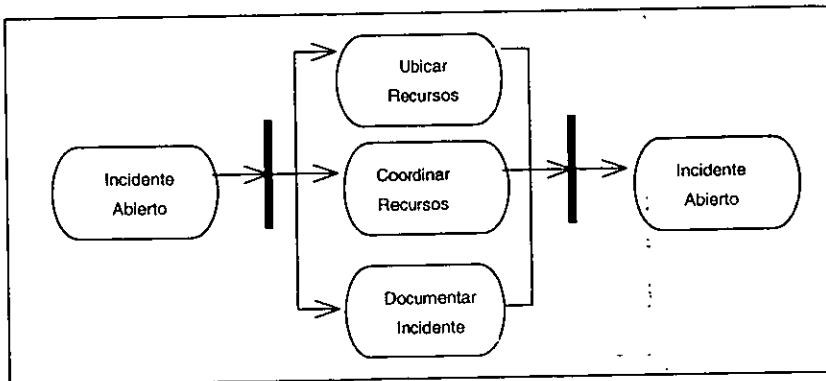 Incidente
Abierto
Ubicar
Recursos
Coordinar
Recursos
Documentar
Incidente
Incidente
Abierto